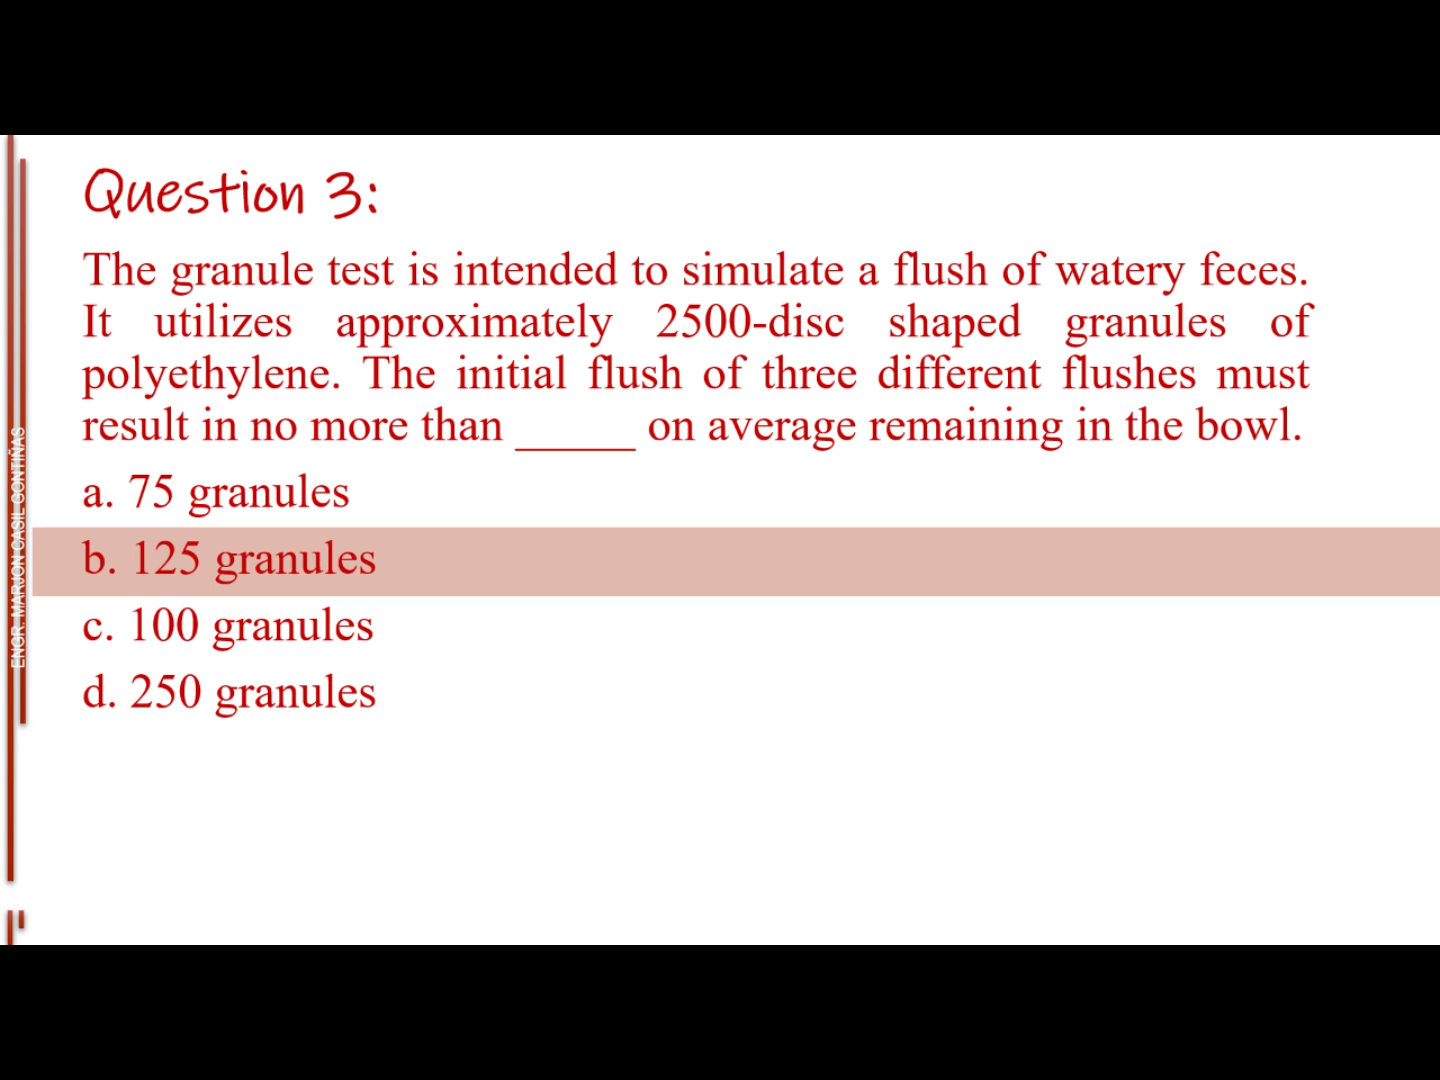 Question 3:
The granule test is intended to simulate a flush of watery feces.
It utilizes approximately 2500-disc shaped granules of
polyethylene. The initial flush of three different flushes must
result in no more than _____ on average remaining in the bowl.
a. 75 granules
b. 125 granules
c. 100 granules
d. 250 granules
ENGR. MARJON CASIL GONTIÑAS